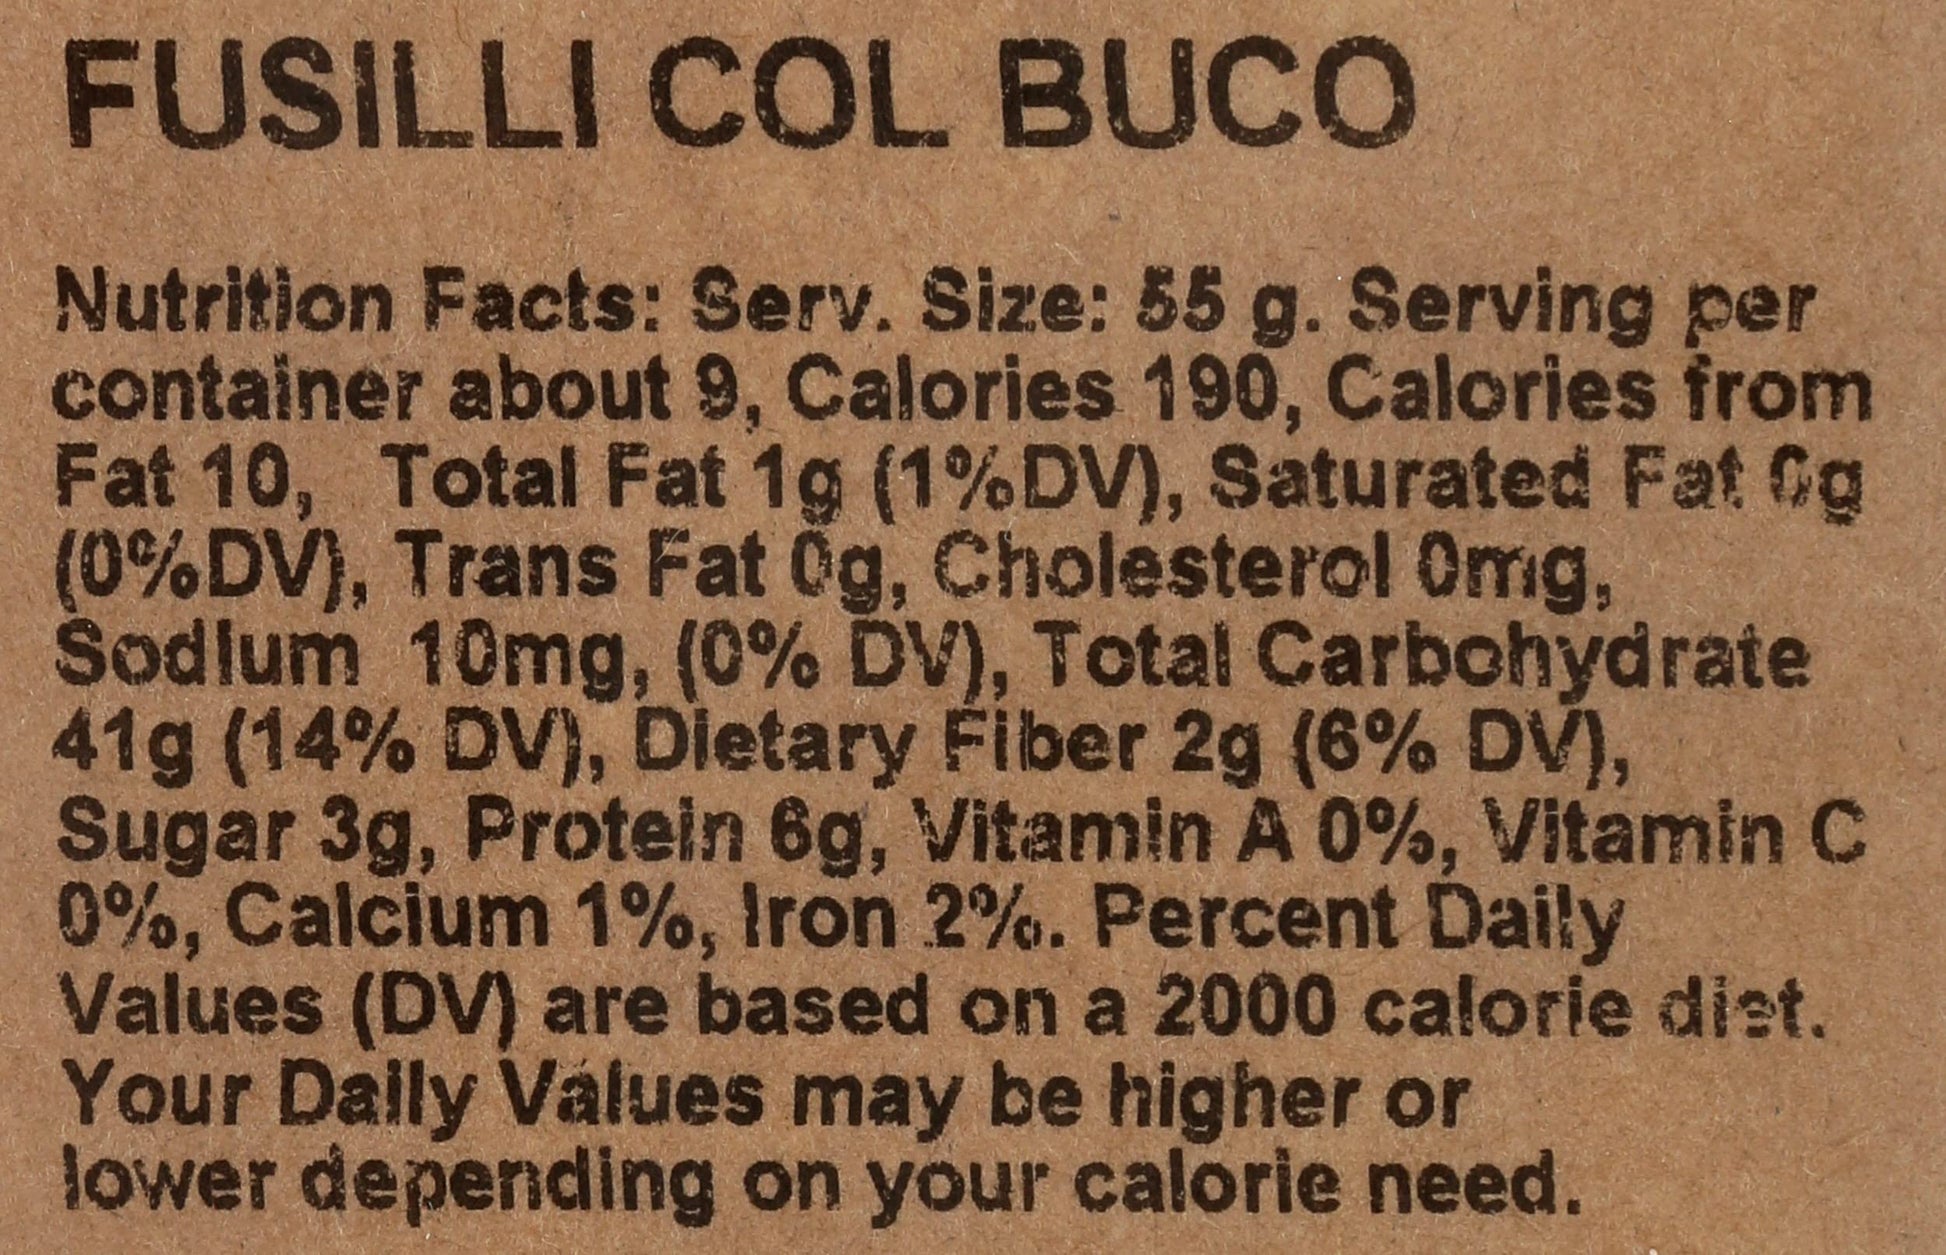 FUSILLI COL BUCO
Nutrition Facts: Serv. Size: 55 g. Serving per
container about 9, Calories 190, Calories from
Fat 10, Total Fat 1g (1%DV), Saturated Fat 0g
(0%DV), Trans Fat 0g, Cholesterol 0mg,
Sodium 10mg, (0% DV), Total Carbohydrate
41g (14% DV), Dietary Fiber 2g (6% DV),
Sugar 3g, Protein 6g, Vitamin A 0%, Vitamin C
0%, Calcium 1%, Iron 2%. Percent Daily
Values (DV) are based on a 2000 calorie diet.
Your Daily Values may be higher or
lower depending on your calorie need.